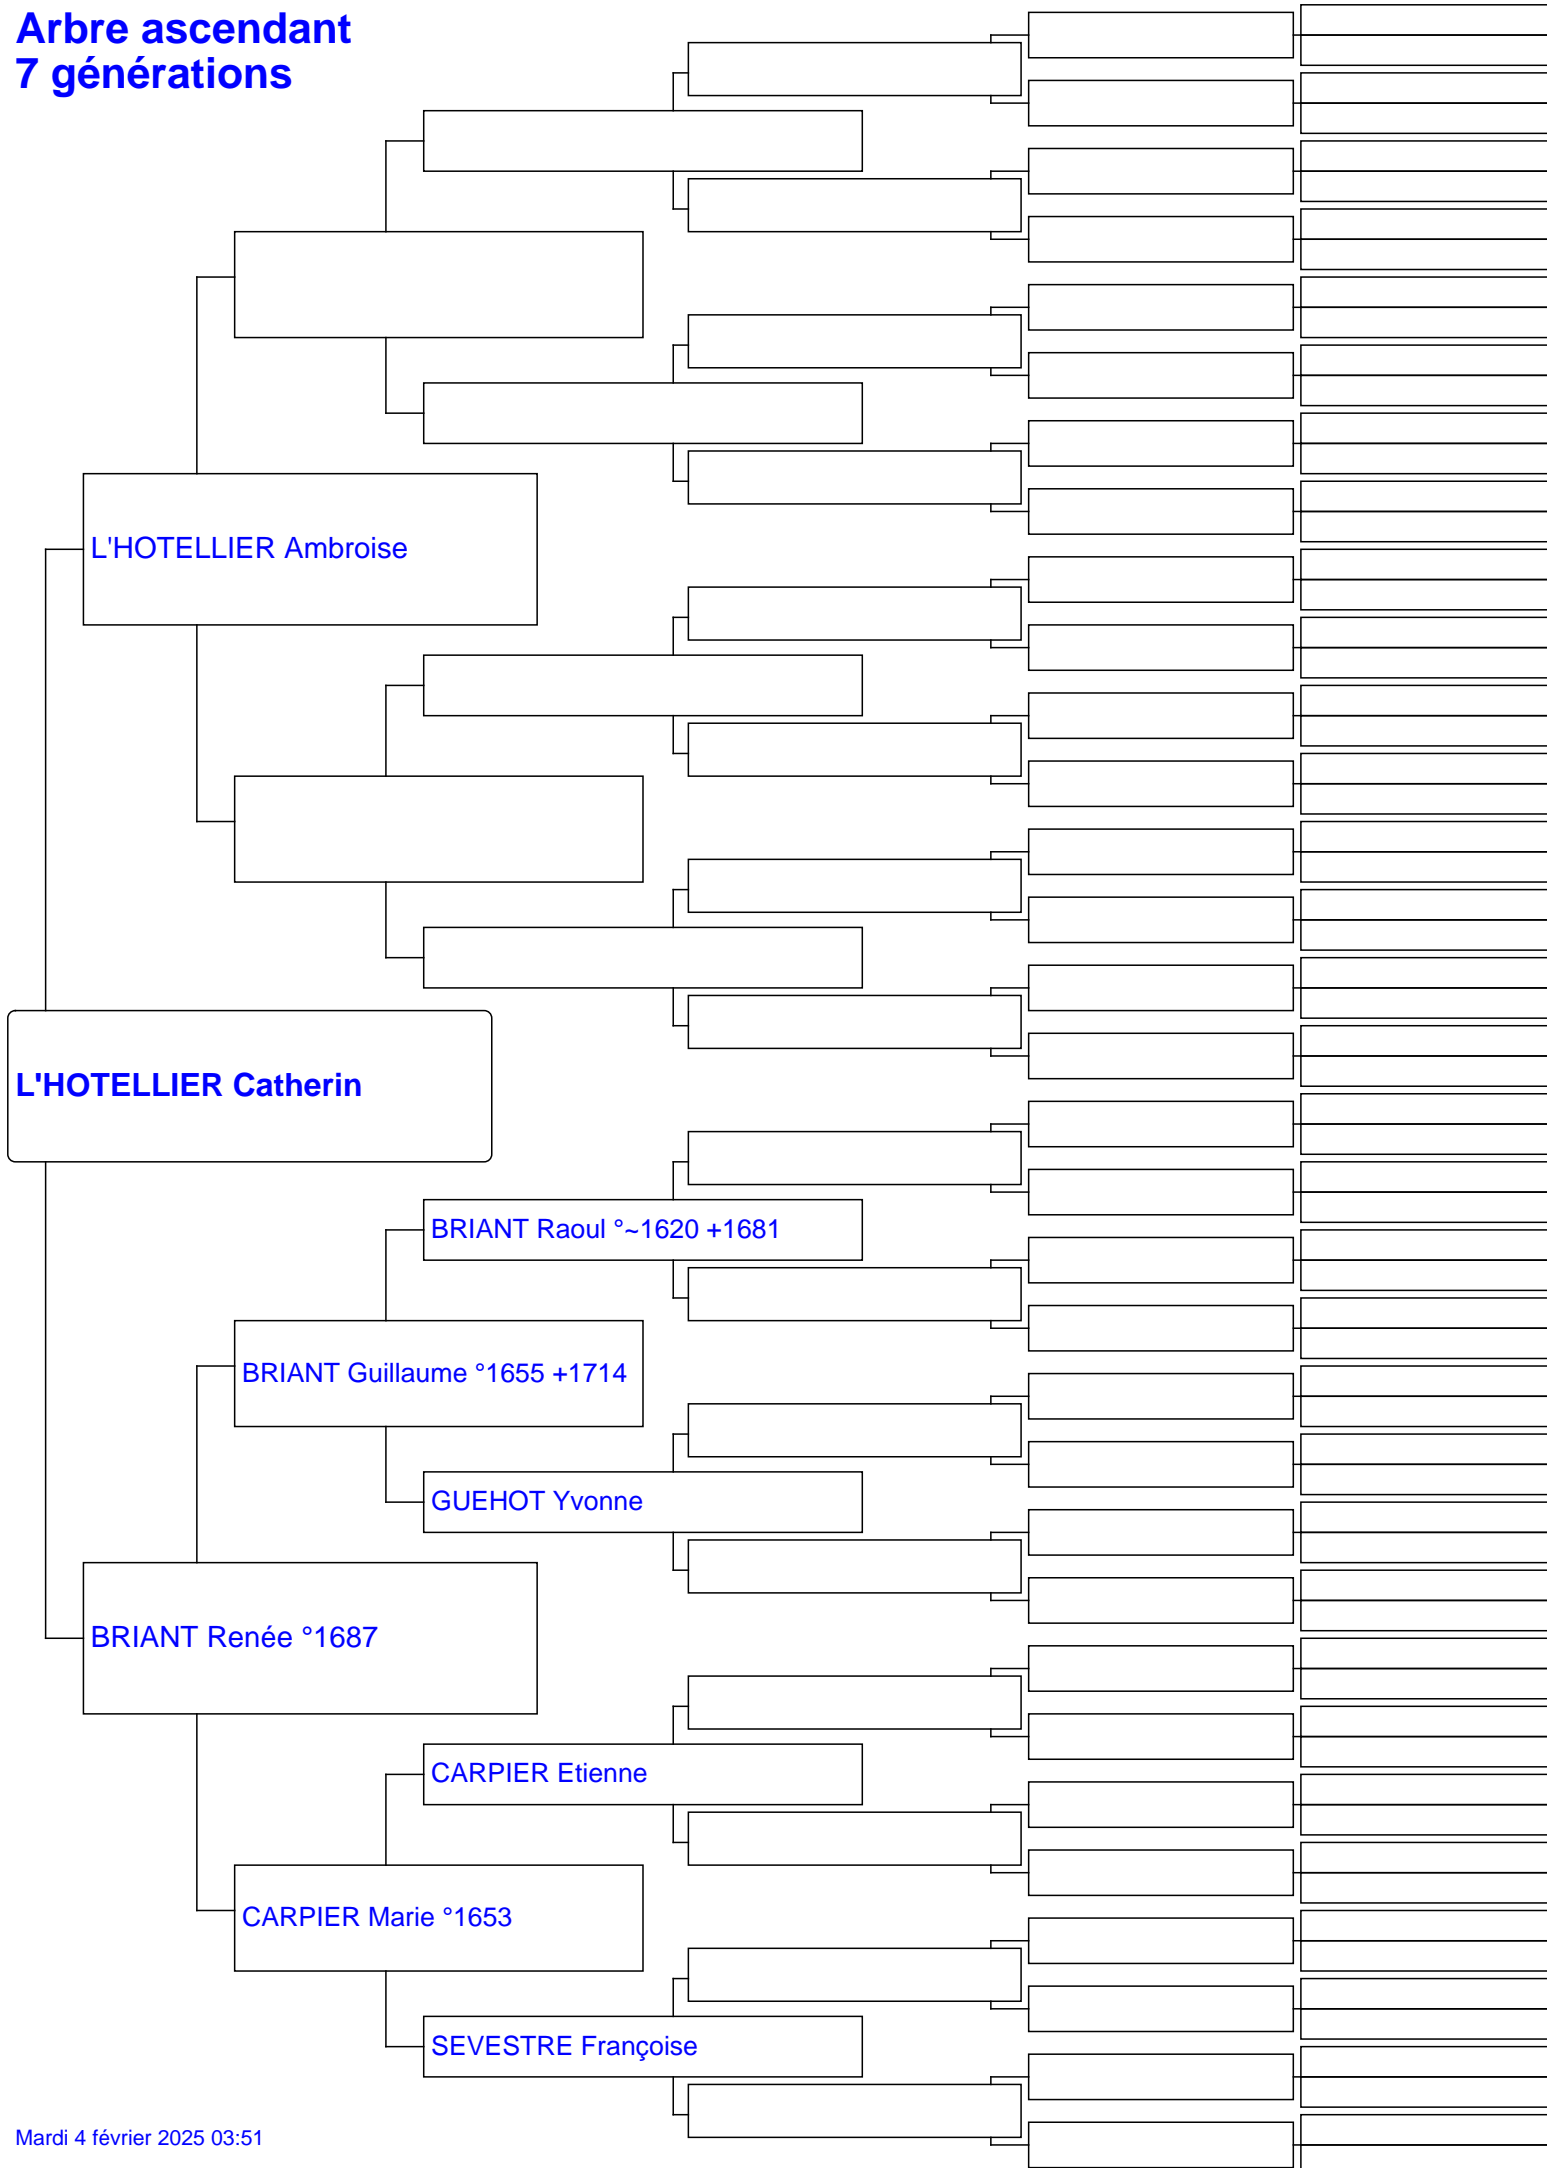 Arbre ascendant
7 générations
L'HOTELLIER Ambroise
L'HOTELLIER Catherin
BRIANT Raoul °~1620 +1681
BRIANT Guillaume °1655 +1714
GUEHOT Yvonne
BRIANT Renée °1687
CARPIER Etienne
CARPIER Marie °1653
SEVESTRE Françoise
Mardi 4 février 2025 03:51